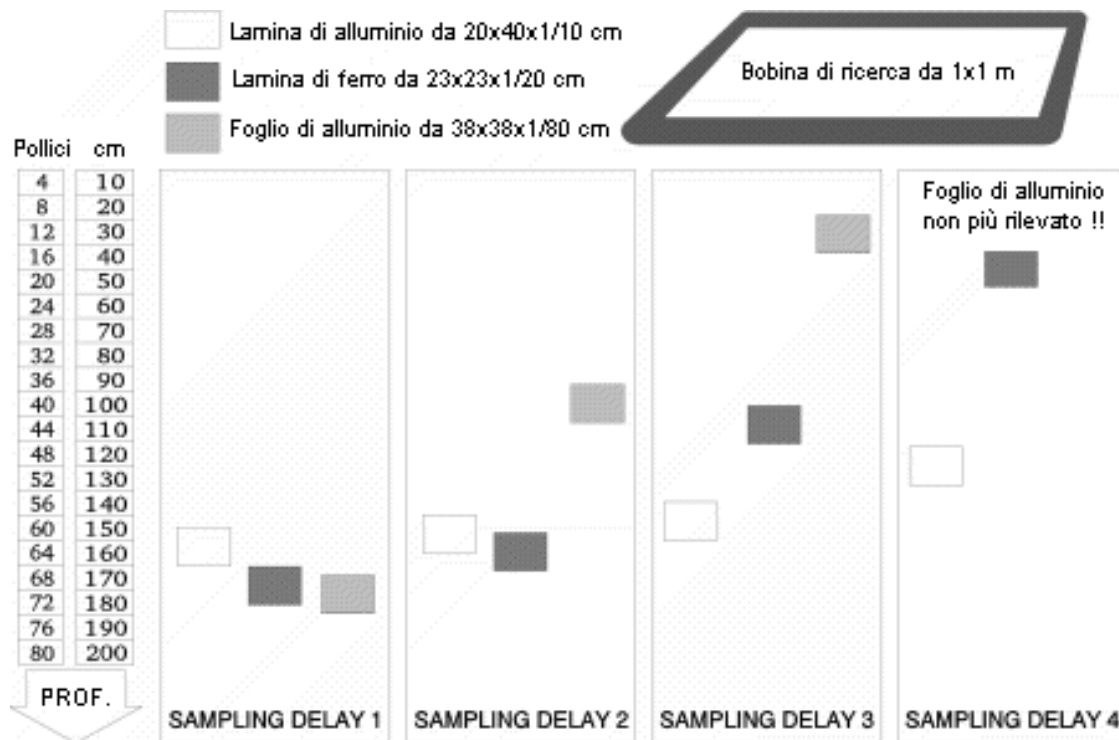 Lamina di alluminio da 20x40x1/10 cm
Lamina di ferro da 23x23x1/20 cm
Foglio di alluminio da 38x38x1/80 cm
Bobina di ricerca da 1x1 m
Pollici cm
4 10
8 20
12 30
16 40
20 50
24 60
28 70
32 80
36 90
40 100
44 110
48 120
52 130
56 140
60 150
64 160
68 170
72 180
76 190
80 200
PROF.
Foglio di alluminio
non più rilevato !!
SAMPLING DELAY 1
SAMPLING DELAY 2
SAMPLING DELAY 3
SAMPLING DELAY 4